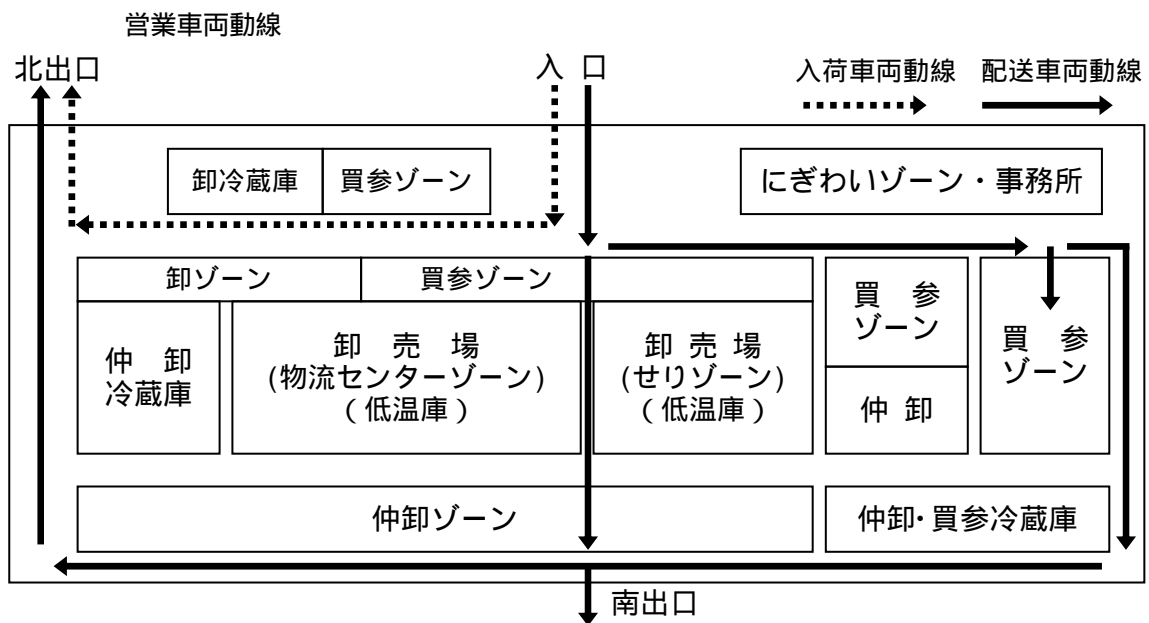 営業車両動線
北出口
入 口
入荷車両動線 配送車両動線
卸冷蔵庫
買参ゾーン
にぎわいゾーン・事務所
卸ゾーン
買参ゾーン
仲 卸
冷蔵庫
卸 売 場
(物流センターゾーン)
(低温庫)
卸 売 場
(せりゾーン)
(低温庫)
買 参
ゾーン
仲 卸
買 参
ゾーン
仲卸ゾーン
仲卸・買参冷蔵庫
南出口